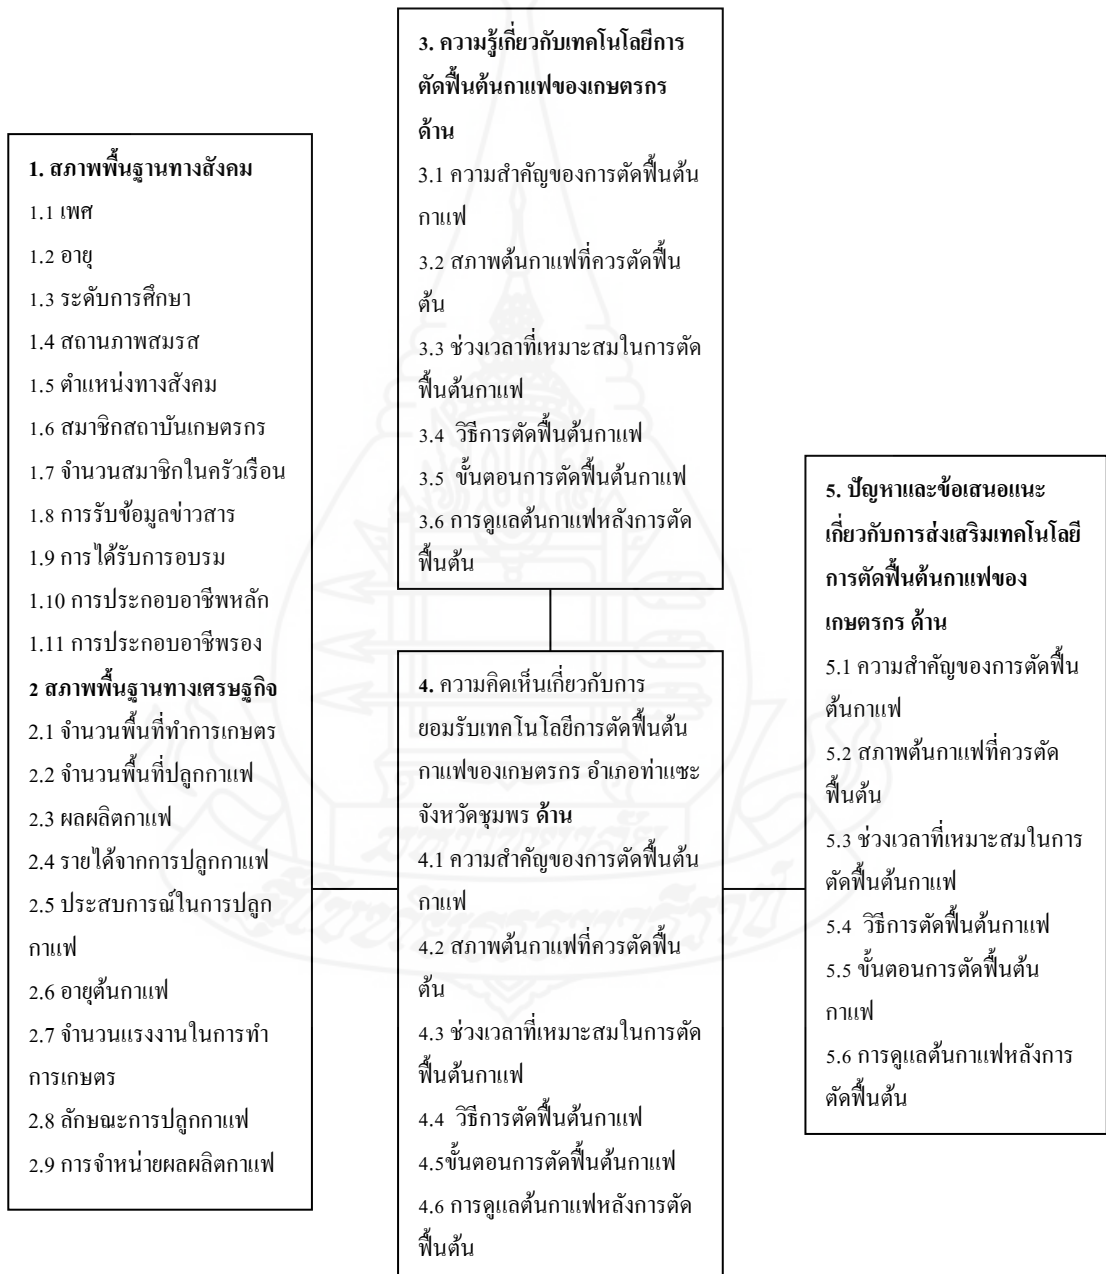 1. สภาพพื้นฐานทางสังคม
1.1 เพศ
1.2 อายุ
1.3 ระดับการศึกษา
1.4 สถานภาพสมรส
1.5 ตำแหน่งทางสังคม
1.6 สมาชิกสถาบันเกษตรกร
1.7 จำนวนสมาชิกในครัวเรือน
1.8 การรับข้อมูลข่าวสาร
1.9 การได้รับการอบรม
1.10 การประกอบอาชีพหลัก
1.11 การประกอบอาชีพรอง
2 สภาพพื้นฐานทางเศรษฐกิจ
2.1 จำนวนพื้นที่ทำการเกษตร
2.2 จำนวนพื้นที่ปลูกกาแฟ
2.3 ผลผลิตกาแฟ
2.4 รายได้จากการปลูกกาแฟ
2.5 ประสบการณ์ในการปลูก
กาแฟ
2.6 อายุต้นกาแฟ
2.7 จำนวนแรงงานในการทำ
การเกษตร
2.8 ลักษณะการปลูกกาแฟ
2.9 การจำหน่ายผลผลิตกาแฟ
3. ความรู้เกี่ยวกับเทคโนโลยีการ
ตัดฟื้นต้นกาแฟของเกษตรกร
ด้าน
3.1 ความสำคัญของการตัดฟื้นต้น
กาแฟ
3.2 สภาพต้นกาแฟที่ควรตัดฟื้น
ต้น
3.3 ช่วงเวลาที่เหมาะสมในการตัด
ฟื้นต้นกาแฟ
3.4 วิธีการตัดฟื้นต้นกาแฟ
3.5 ขั้นตอนการตัดฟื้นต้นกาแฟ
3.6 การดูแลต้นกาแฟหลังการตัด
ฟื้นต้น
4. ความคิดเห็นเกี่ยวกับการ
ยอมรับเทคโนโลยีการตัดฟื้นต้น
กาแฟของเกษตรกร อำเภอท่าแซะ
จังหวัดชุมพร ด้าน
4.1 ความสำคัญของการตัดฟื้นต้น
กาแฟ
4.2 สภาพต้นกาแฟที่ควรตัดฟื้น
ต้น
4.3 ช่วงเวลาที่เหมาะสมในการตัด
ฟื้นต้นกาแฟ
4.4 วิธีการตัดฟื้นต้นกาแฟ
4.5ขั้นตอนการตัดฟื้นต้นกาแฟ
4.6 การดูแลต้นกาแฟหลังการตัด
ฟื้นต้น
5. ปัญหาและข้อเสนอแนะ
เกี่ยวกับการส่งเสริมเทคโนโลยี
การตัดฟื้นต้นกาแฟของ
เกษตรกร ด้าน
5.1 ความสำคัญของการตัดฟื้น
ต้นกาแฟ
5.2 สภาพต้นกาแฟที่ควรตัด
ฟื้นต้น
5.3 ช่วงเวลาที่เหมาะสมในการ
ตัดฟื้นต้นกาแฟ
5.4 วิธีการตัดฟื้นต้นกาแฟ
5.5 ขั้นตอนการตัดฟื้นต้น
กาแฟ
5.6 การดูแลต้นกาแฟหลังการ
ตัดฟื้นต้น